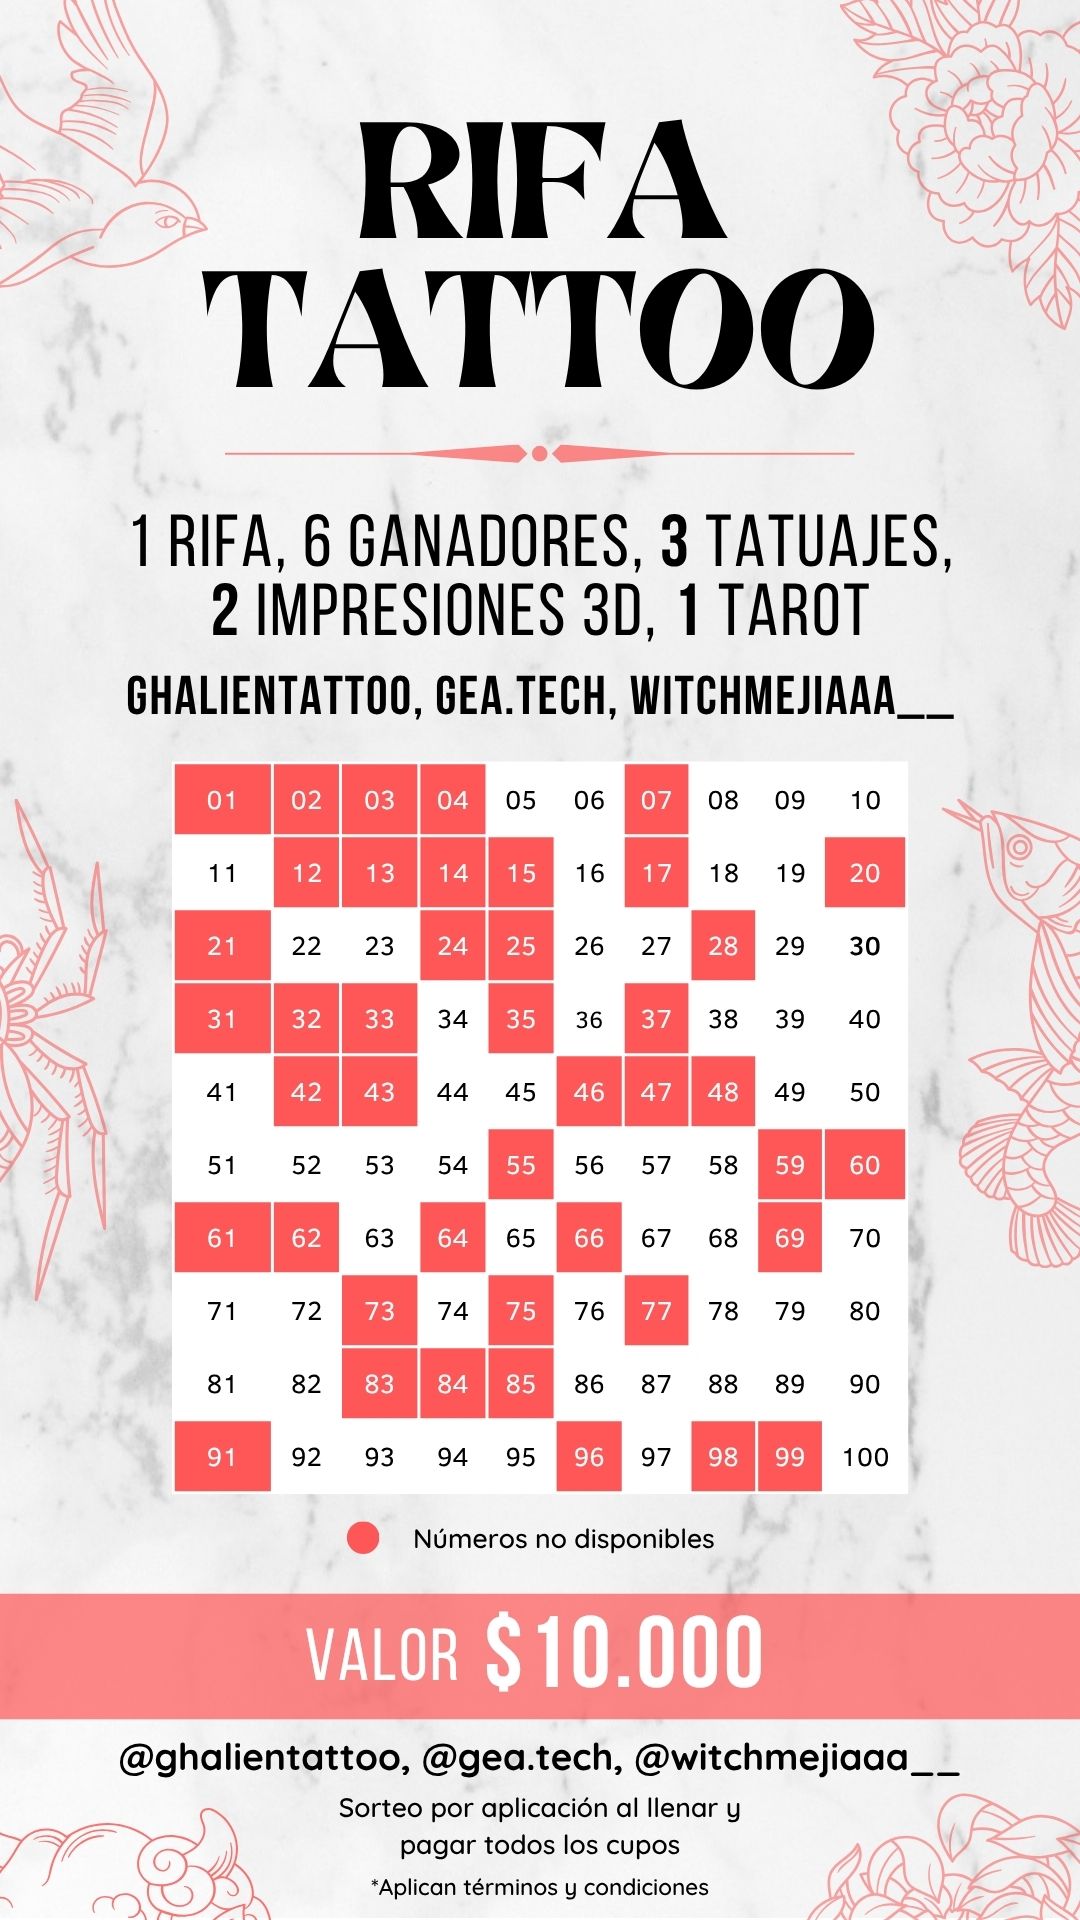 RIFA
TATTOO
1 RIFA, 6 GANADORES, 3 TATUAJES,
2 IMPRESIONES 3D, 1 TAROT
GHALIENTATTOO, GEA.TECH, WITCHMEJIAAA__
01 02 03 04 05 06 07 08 09 10
11 12 13 14 15 16 17 18 19 20
21 22 23 24 25 26 27 28 29 30
31 32 33 34 35 36 37 38 39 40
41 42 43 44 45 46 47 48 49 50
51 52 53 54 55 56 57 58 59 60
61 62 63 64 65 66 67 68 69 70
71 72 73 74 75 76 77 78 79 80
81 82 83 84 85 86 87 88 89 90
91 92 93 94 95 96 97 98 99 100
Números no disponibles
VALOR $10.000
@ghalientattoo, @gea.tech, @witchmejiaaa__
Sorteo por aplicación al llenar y
pagar todos los cupos
*Aplican términos y condiciones